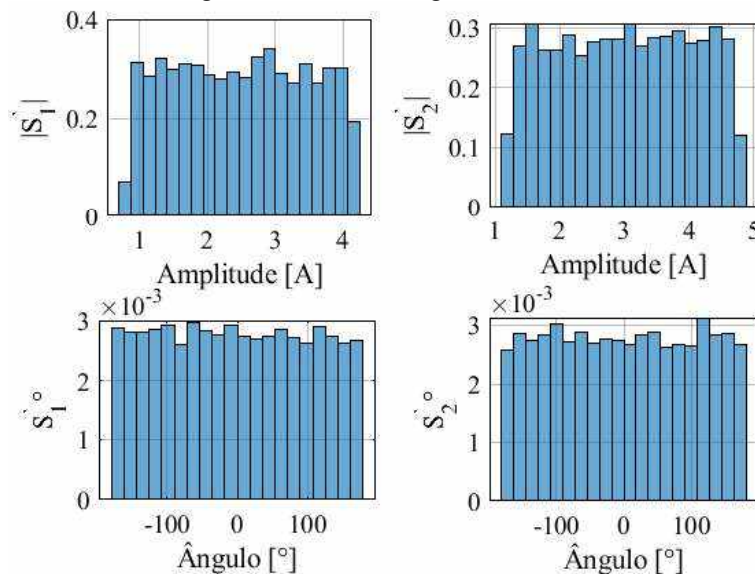 0.4
0.2
0
|Ṡ₁|
1 2 3 4
Amplitude [A]
0.3
0.2
0.1
0
|Ṡ₂|
1 2 3 4 5
Amplitude [A]
×10⁻³
3
2
1
0
Ṡ₁°
-100 0 100
Ângulo [°]
×10⁻³
3
2
1
0
Ṡ₂°
-100 0 100
Ângulo [°]